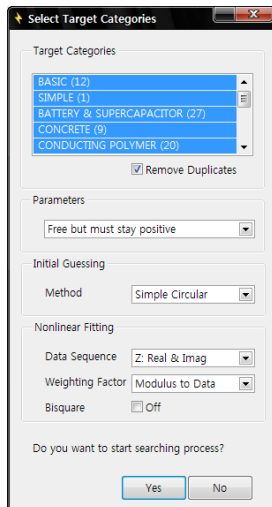 Select Target Categories
Target Categories
BASIC (12)
SIMPLE (1)
BATTERY & SUPERCAPACITOR (27)
CONCRETE (9)
CONDUCTING POLYMER (20)
Remove Duplicates
Parameters
Free but must stay positive
Initial Guessing
Method Simple Circular
Nonlinear Fitting
Data Sequence Z: Real & Imag
Weighting Factor Modulus to Data
Bisquare Off
Do you want to start searching process?
Yes No